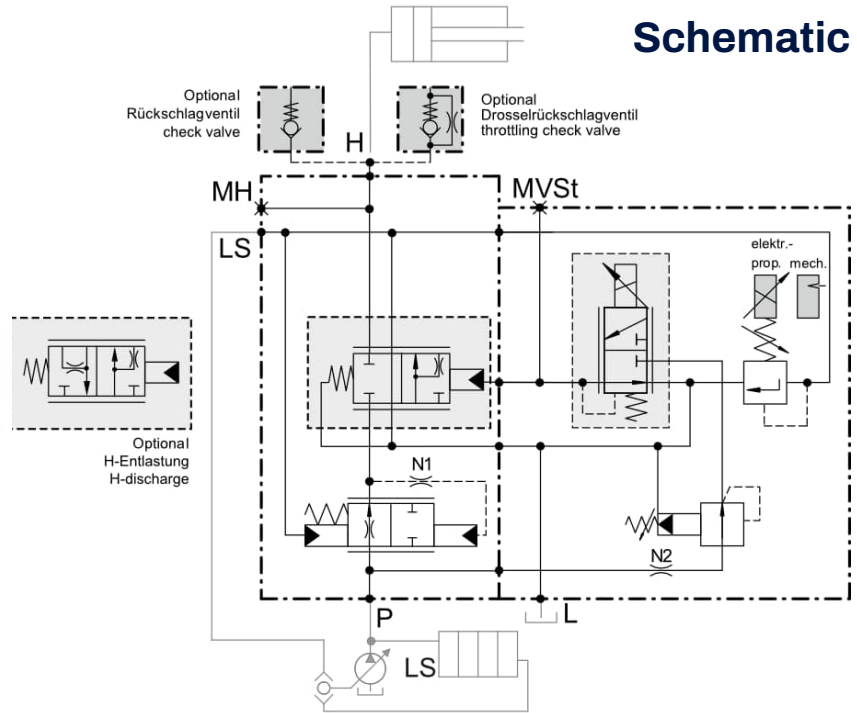 Schematic
Optional
Rückschlagventil
check valve
Optional
Drosselrückschlagventil
throttling check valve
H
MH
MVSt
LS
elektr.-
prop. mech.
Optional
H-Entlastung
H-discharge
N1
N2
P
L
LS